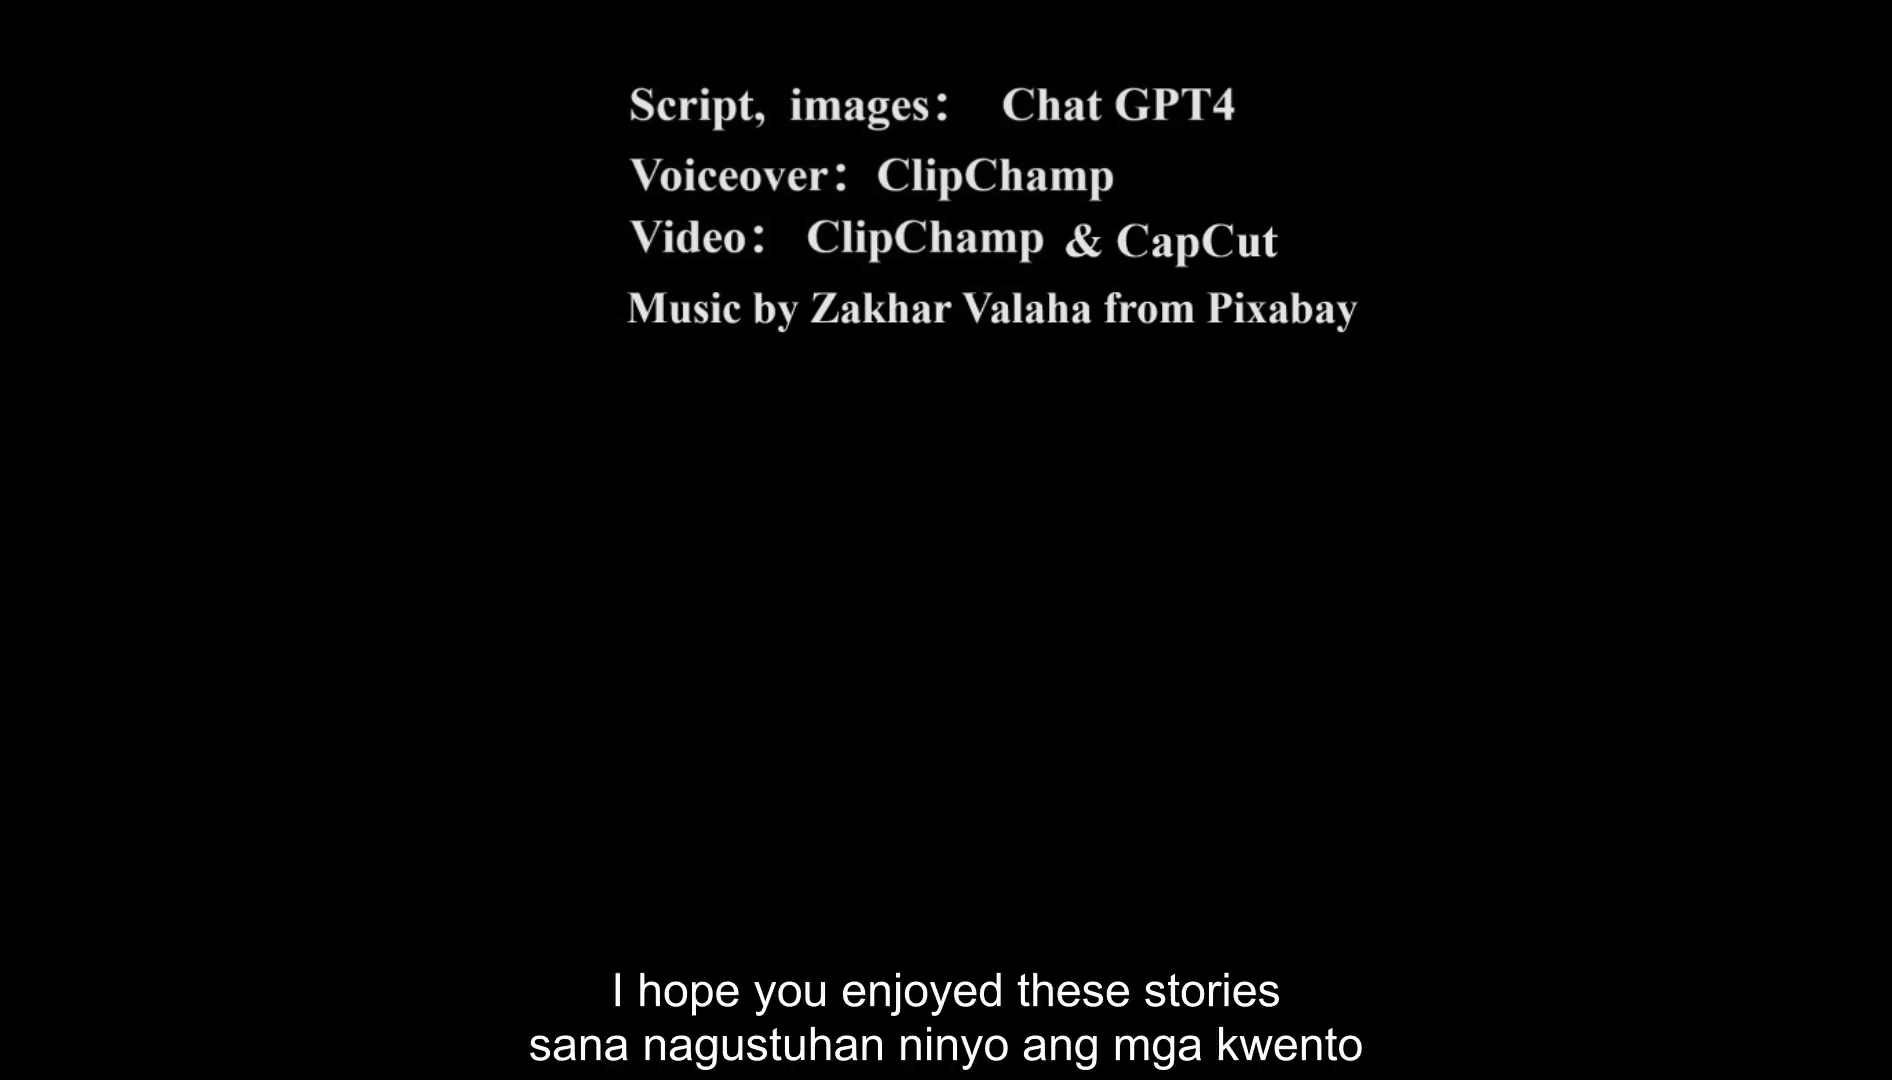 Script, images: Chat GPT4
Voiceover: ClipChamp
Video: ClipChamp & CapCut
Music by Zakhar Valaha from Pixabay
I hope you enjoyed these stories
sana nagustuhan ninyo ang mga kwento